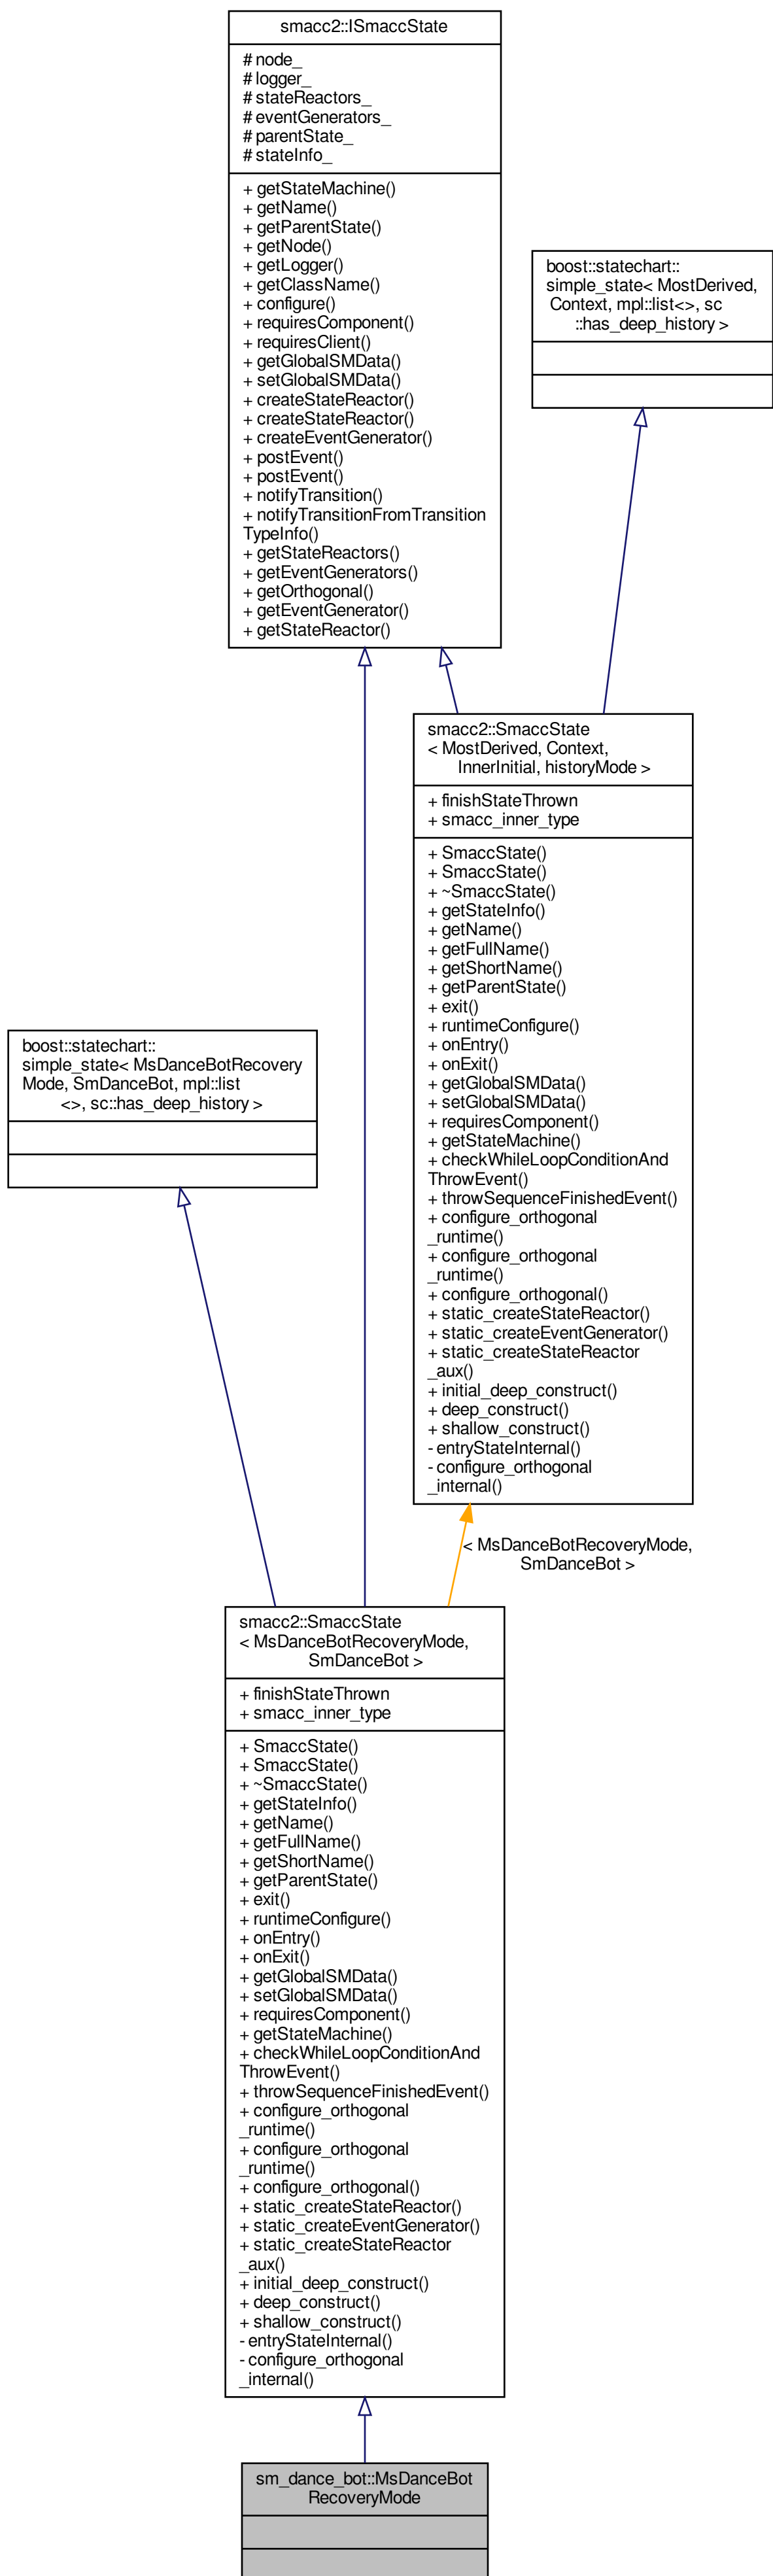 smacc2::ISmaccState
# node_
# logger_
# stateReactors_
# eventGenerators_
# parentState_
# stateInfo_
+ getStateMachine()
+ getName()
+ getParentState()
+ getNode()
+ getLogger()
+ getClassName()
+ configure()
+ requiresComponent()
+ requiresClient()
+ getGlobalSMData()
+ setGlobalSMData()
+ createStateReactor()
+ createStateReactor()
+ createEventGenerator()
+ postEvent()
+ postEvent()
+ notifyTransition()
+ notifyTransitionFromTransition
TypeInfo()
+ getStateReactors()
+ getEventGenerators()
+ getOrthogonal()
+ getEventGenerator()
+ getStateReactor()
boost::statechart::
simple_state< MostDerived,
Context, mpl::list<>, sc
::has_deep_history >
smacc2::SmaccState
< MostDerived, Context,
InnerInitial, historyMode >
+ finishStateThrown
+ smacc_inner_type
+ SmaccState()
+ SmaccState()
+ ~SmaccState()
+ getStateInfo()
+ getName()
+ getFullName()
+ getShortName()
+ getParentState()
+ exit()
+ runtimeConfigure()
+ onEntry()
+ onExit()
+ getGlobalSMData()
+ setGlobalSMData()
+ requiresComponent()
+ getStateMachine()
+ checkWhileLoopConditionAnd
ThrowEvent()
+ throwSequenceFinishedEvent()
+ configure_orthogonal
_runtime()
+ configure_orthogonal
_runtime()
+ configure_orthogonal()
+ static_createStateReactor()
+ static_createEventGenerator()
+ static_createStateReactor
_aux()
+ initial_deep_construct()
+ deep_construct()
+ shallow_construct()
- entryStateInternal()
- configure_orthogonal
_internal()
boost::statechart::
simple_state< MsDanceBotRecovery
Mode, SmDanceBot, mpl::list
<>, sc::has_deep_history >
< MsDanceBotRecoveryMode,
SmDanceBot >
smacc2::SmaccState
< MsDanceBotRecoveryMode,
SmDanceBot >
+ finishStateThrown
+ smacc_inner_type
+ SmaccState()
+ SmaccState()
+ ~SmaccState()
+ getStateInfo()
+ getName()
+ getFullName()
+ getShortName()
+ getParentState()
+ exit()
+ runtimeConfigure()
+ onEntry()
+ onExit()
+ getGlobalSMData()
+ setGlobalSMData()
+ requiresComponent()
+ getStateMachine()
+ checkWhileLoopConditionAnd
ThrowEvent()
+ throwSequenceFinishedEvent()
+ configure_orthogonal
_runtime()
+ configure_orthogonal
_runtime()
+ configure_orthogonal()
+ static_createStateReactor()
+ static_createEventGenerator()
+ static_createStateReactor
_aux()
+ initial_deep_construct()
+ deep_construct()
+ shallow_construct()
- entryStateInternal()
- configure_orthogonal
_internal()
sm_dance_bot::MsDanceBot
RecoveryMode